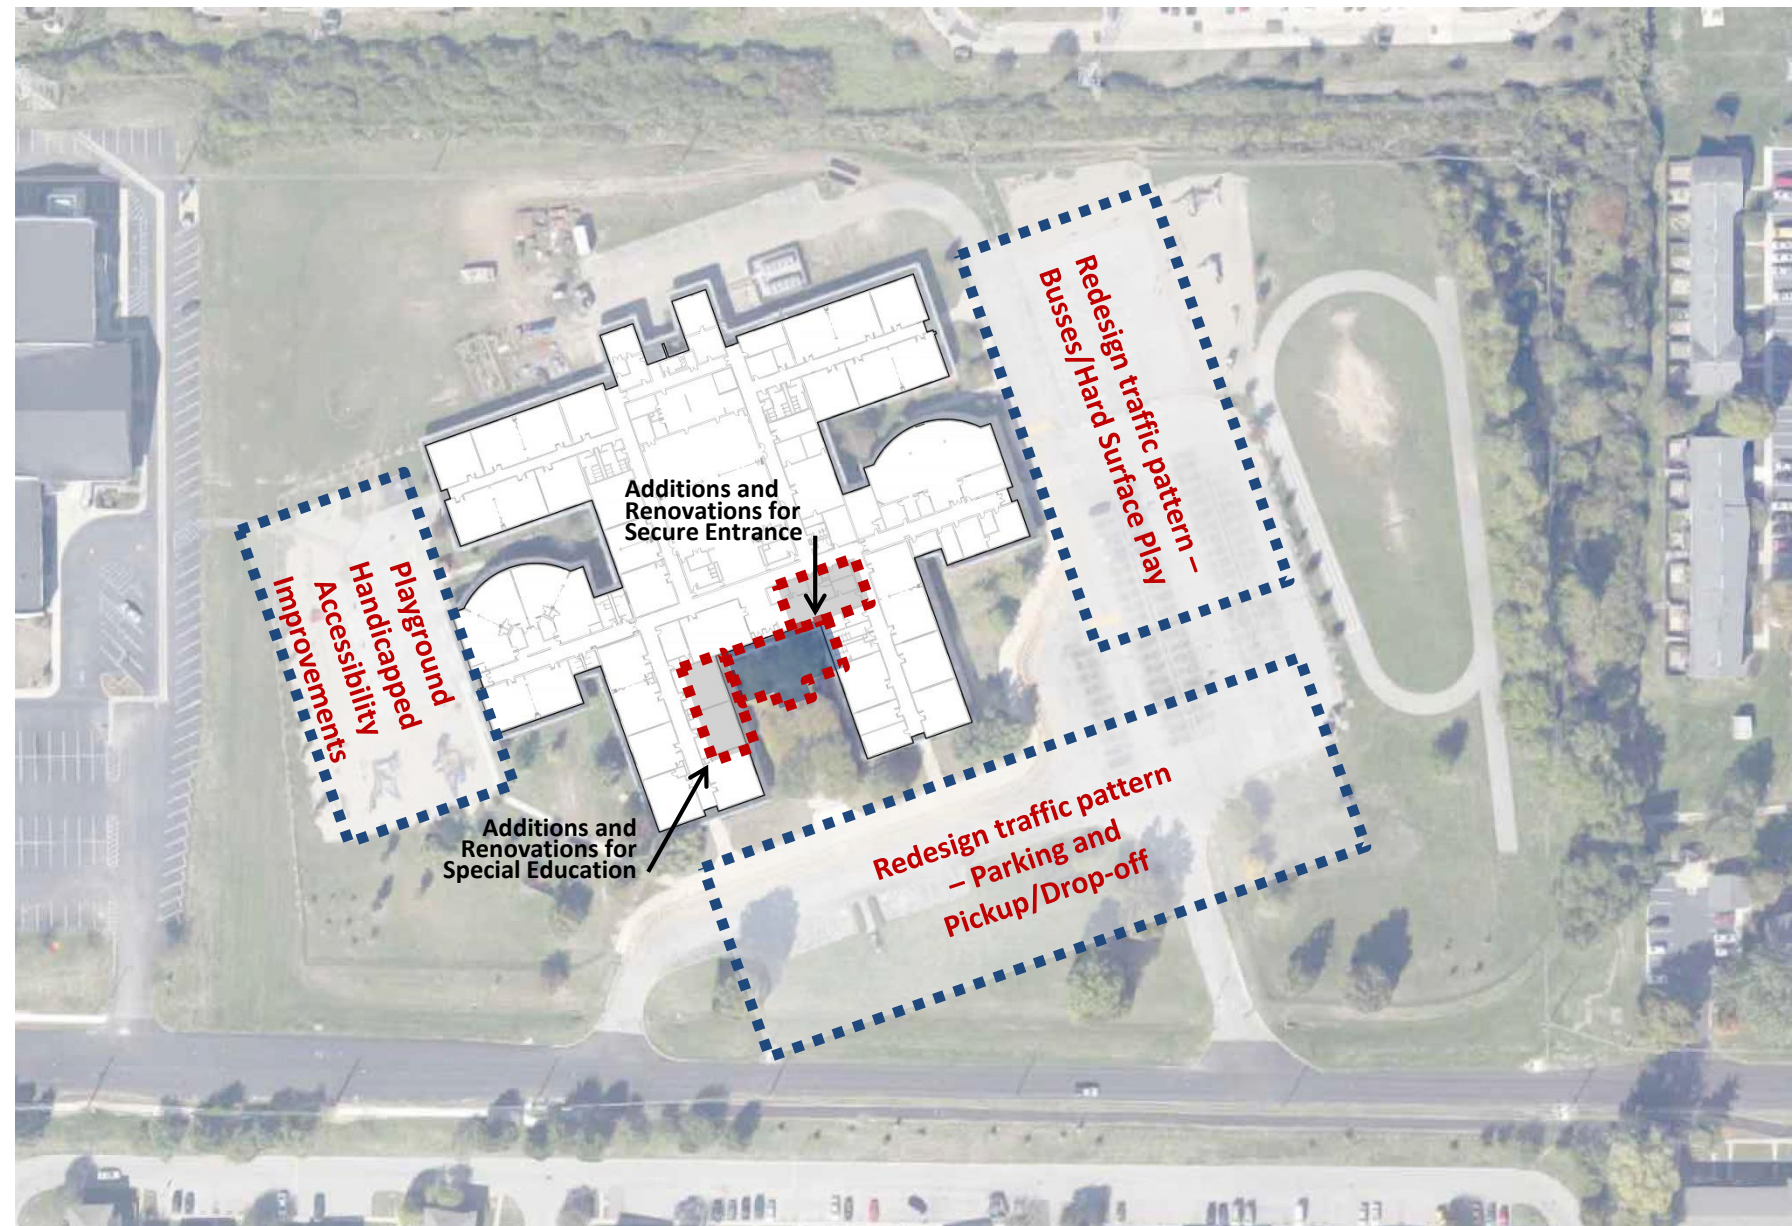 Redesign traffic pattern –
Busses/Hard Surface Play
Additions and
Renovations for
Secure Entrance
Playground
Handicapped
Accessibility
Improvements
Redesign traffic pattern
– Parking and
Pickup/Drop-off
Additions and
Renovations for
Special Education